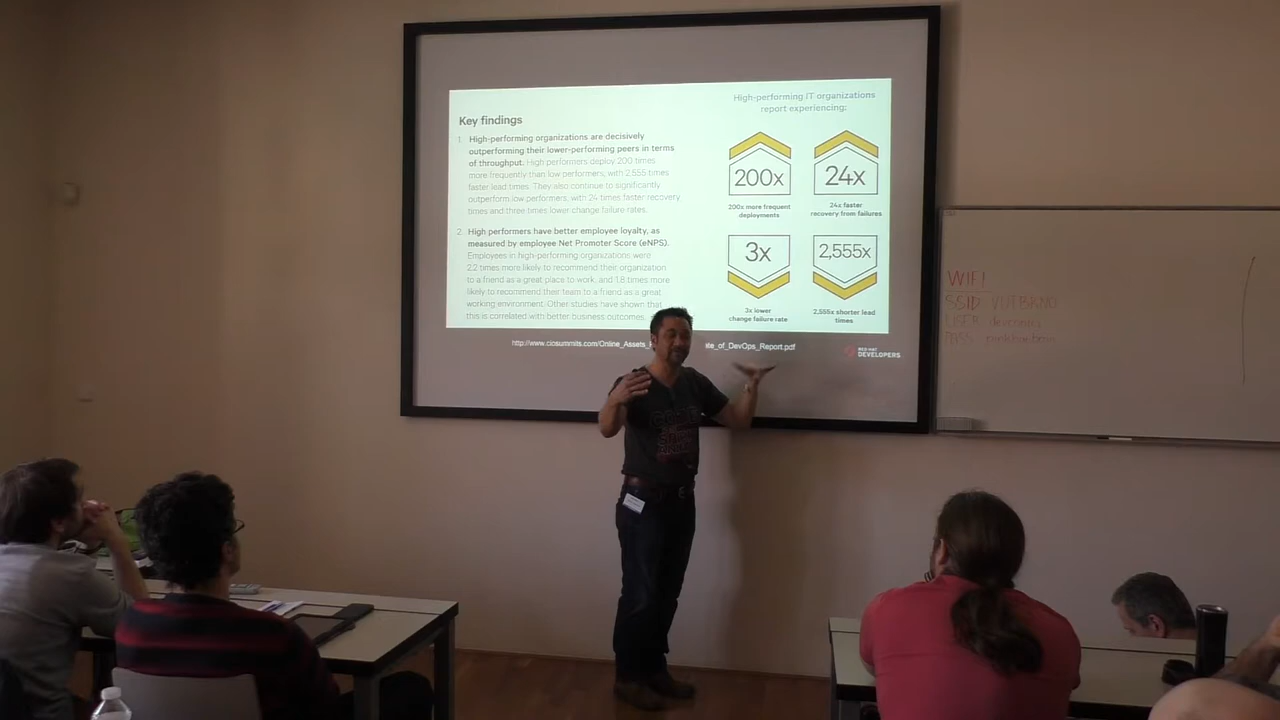 Key findings
1. High-performing organizations are decisively
outperforming their lower-performing peers in terms
of throughput. High performers deploy 200 times
more frequently than low performers, with 2,555 times
faster lead times. They also continue to significantly
outperform low performers, with 24 times faster recovery
times and three times lower change failure rates.
2. High performers have better employee loyalty, as
measured by employee Net Promoter Score (eNPS).
Employees in high-performing organizations were
2.2 times more likely to recommend their organization
to a friend as a great place to work, and 1.8 times more
likely to recommend their team to a friend as a great
working environment. Other studies have shown that
this is correlated with better business outcomes.
High-performing IT organizations
report experiencing:
200x
200x more frequent
deployments
24x
24x faster
recovery from failures
3x
3x lower
change failure rate
2,555x
2,555x shorter lead
times
http://www.ciosummits.com/Online_Assets_
te_of_DevOps_Report.pdf
RED HAT
DEVELOPERS
WIFI
SSID
USER
PASS